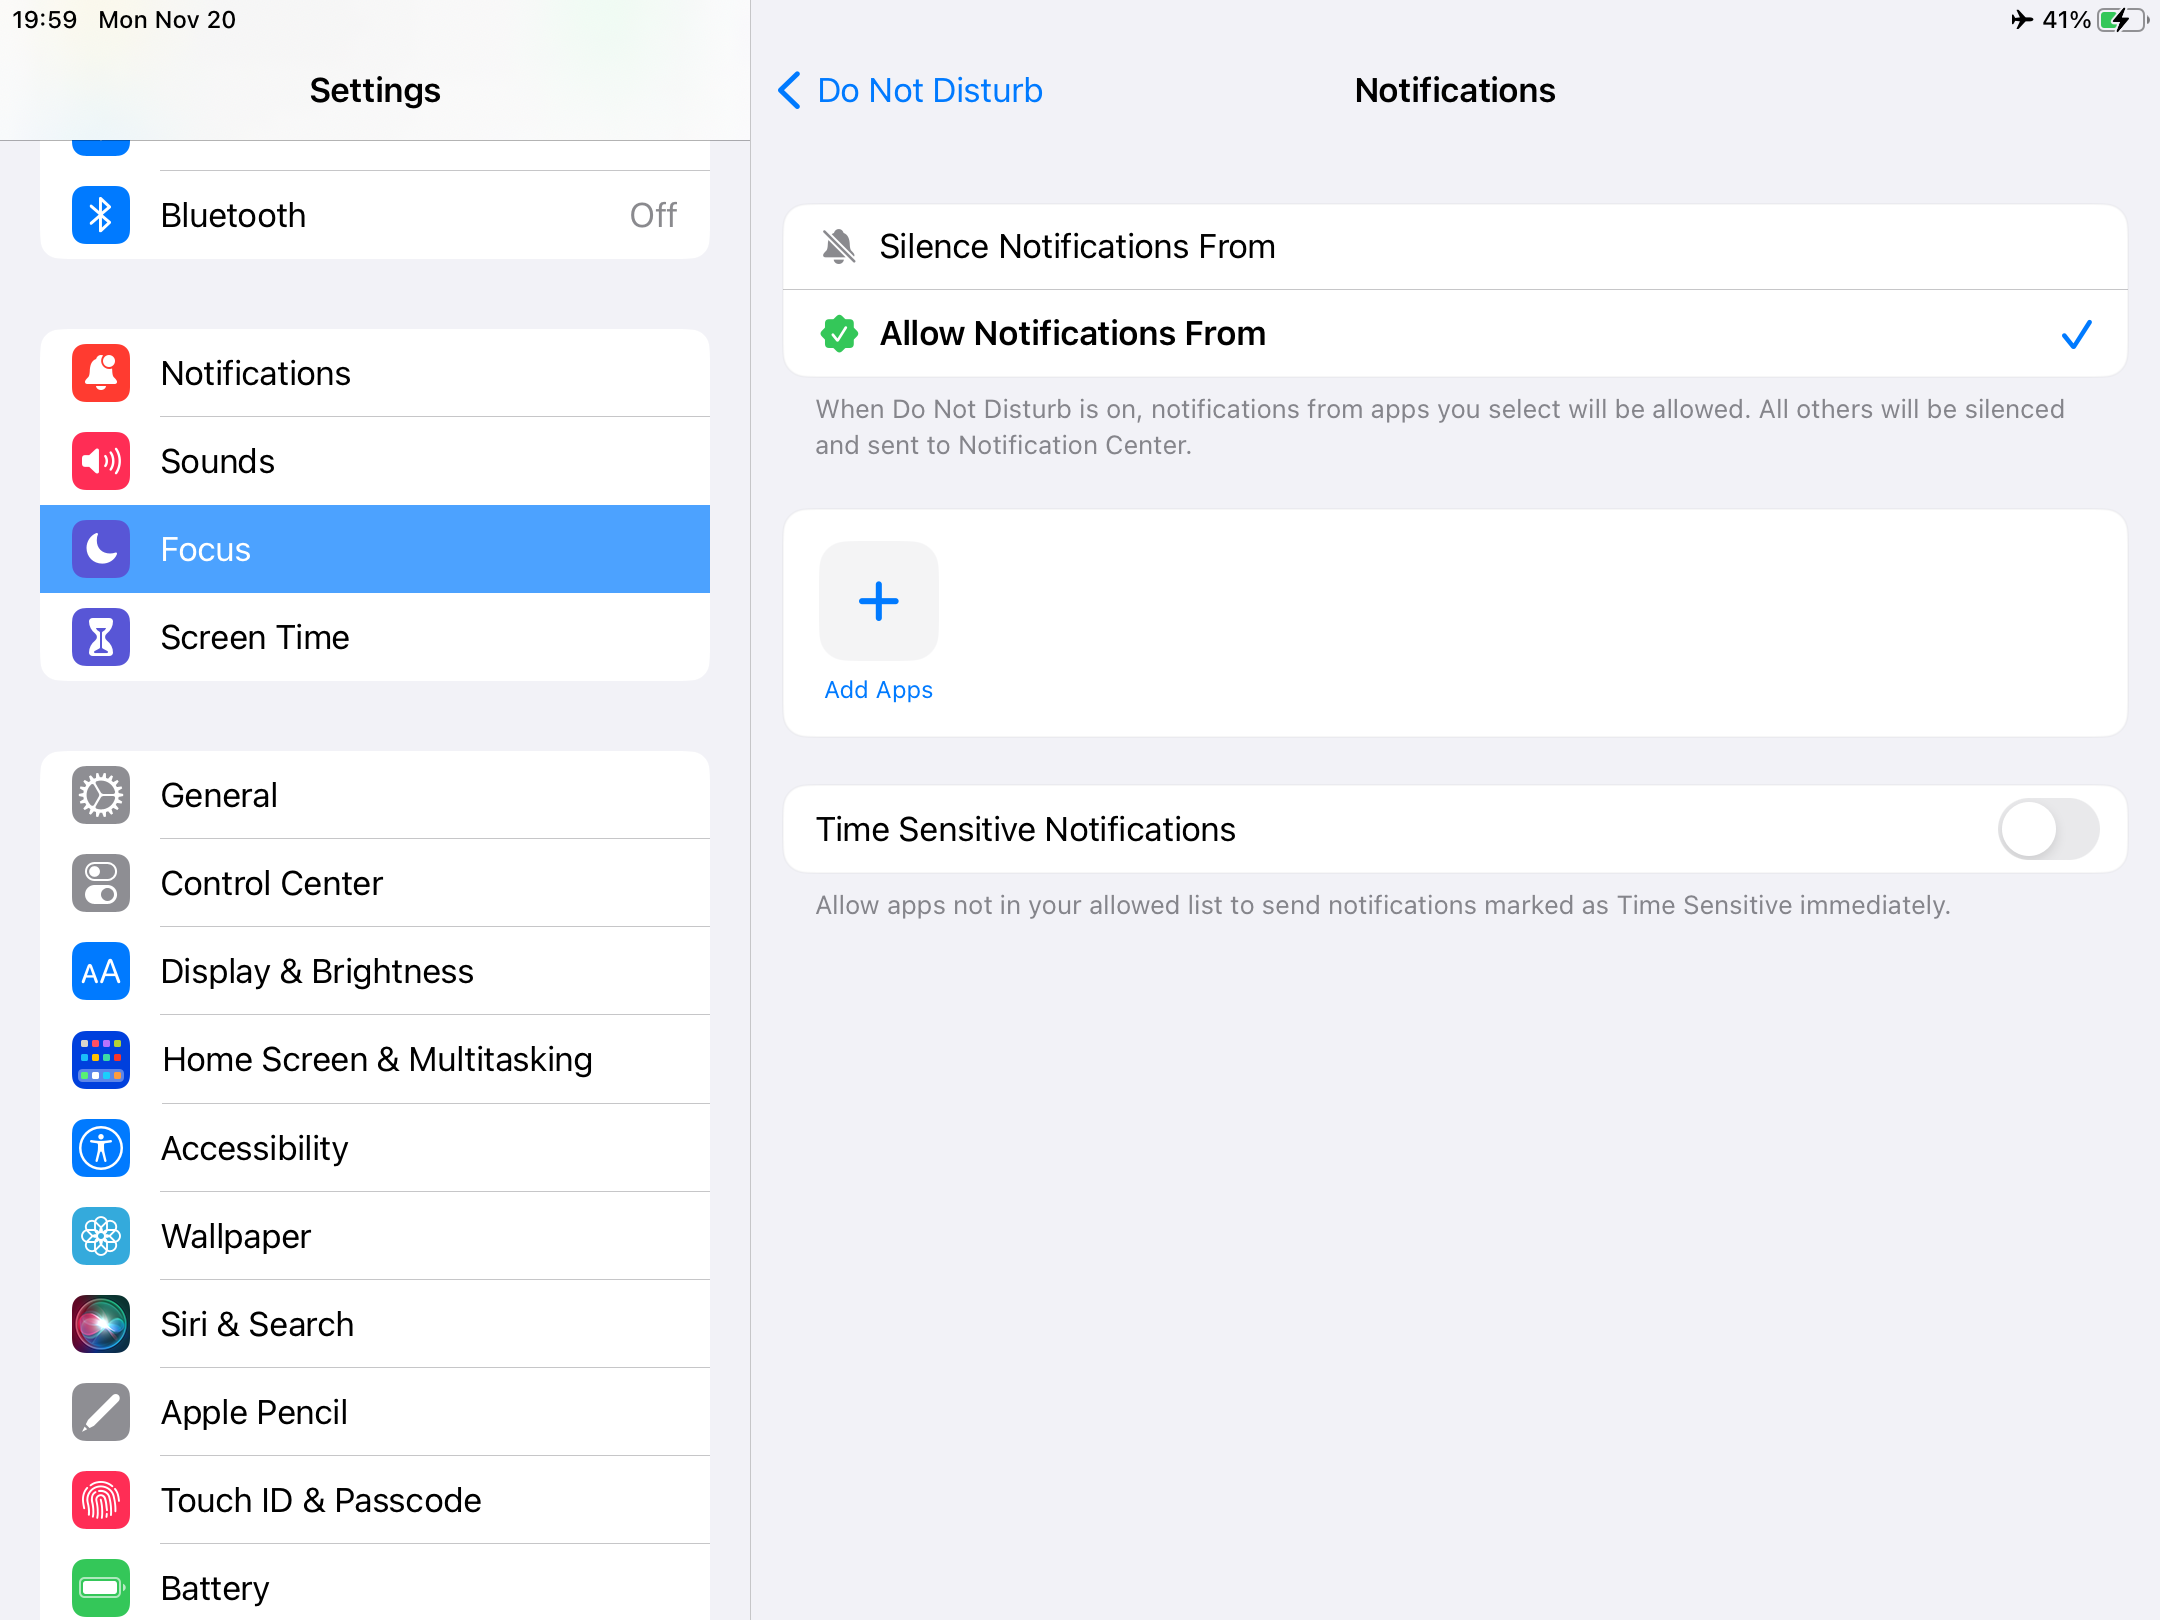 19:59 Mon Nov 20
41%
Settings
Bluetooth Off
Notifications
Sounds
Focus
Screen Time
General
Control Center
AA Display & Brightness
Home Screen & Multitasking
Accessibility
Wallpaper
Siri & Search
Apple Pencil
Touch ID & Passcode
Battery
Do Not Disturb
Notifications
Silence Notifications From
Allow Notifications From
When Do Not Disturb is on, notifications from apps you select will be allowed. All others will be silenced
and sent to Notification Center.
Add Apps
Time Sensitive Notifications
Allow apps not in your allowed list to send notifications marked as Time Sensitive immediately.